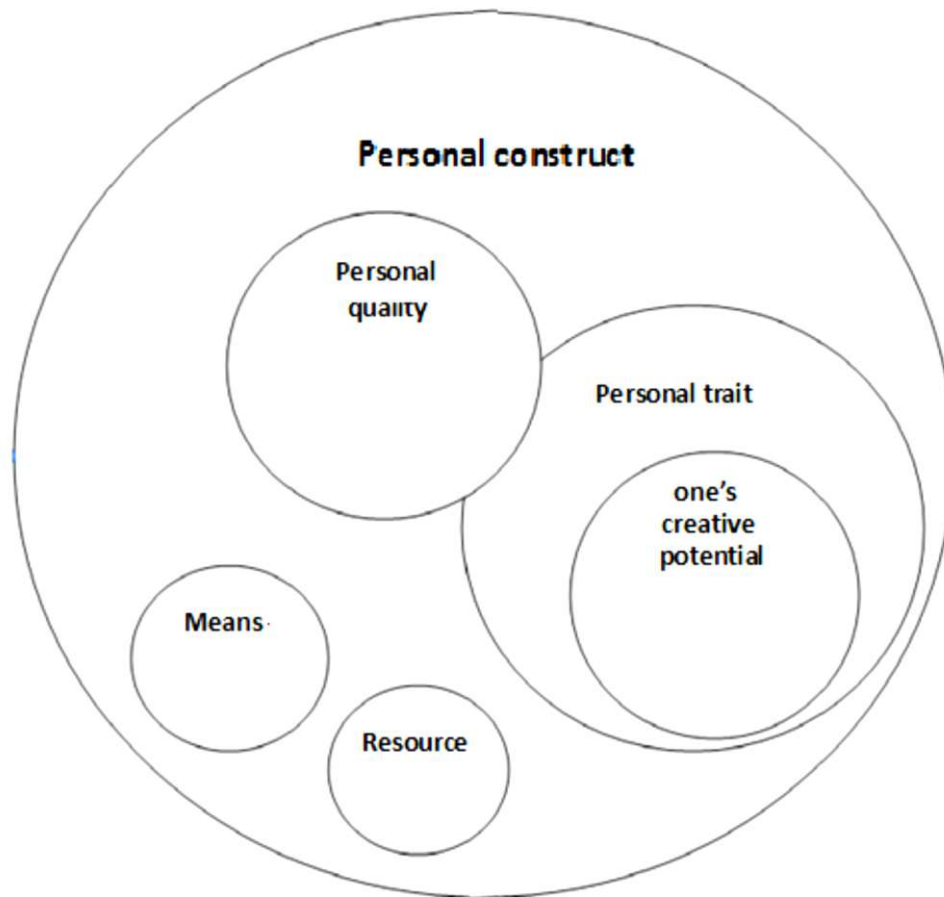 Personal construct
Personal
quality
Personal trait
one's
creative
potential
Means
Resource